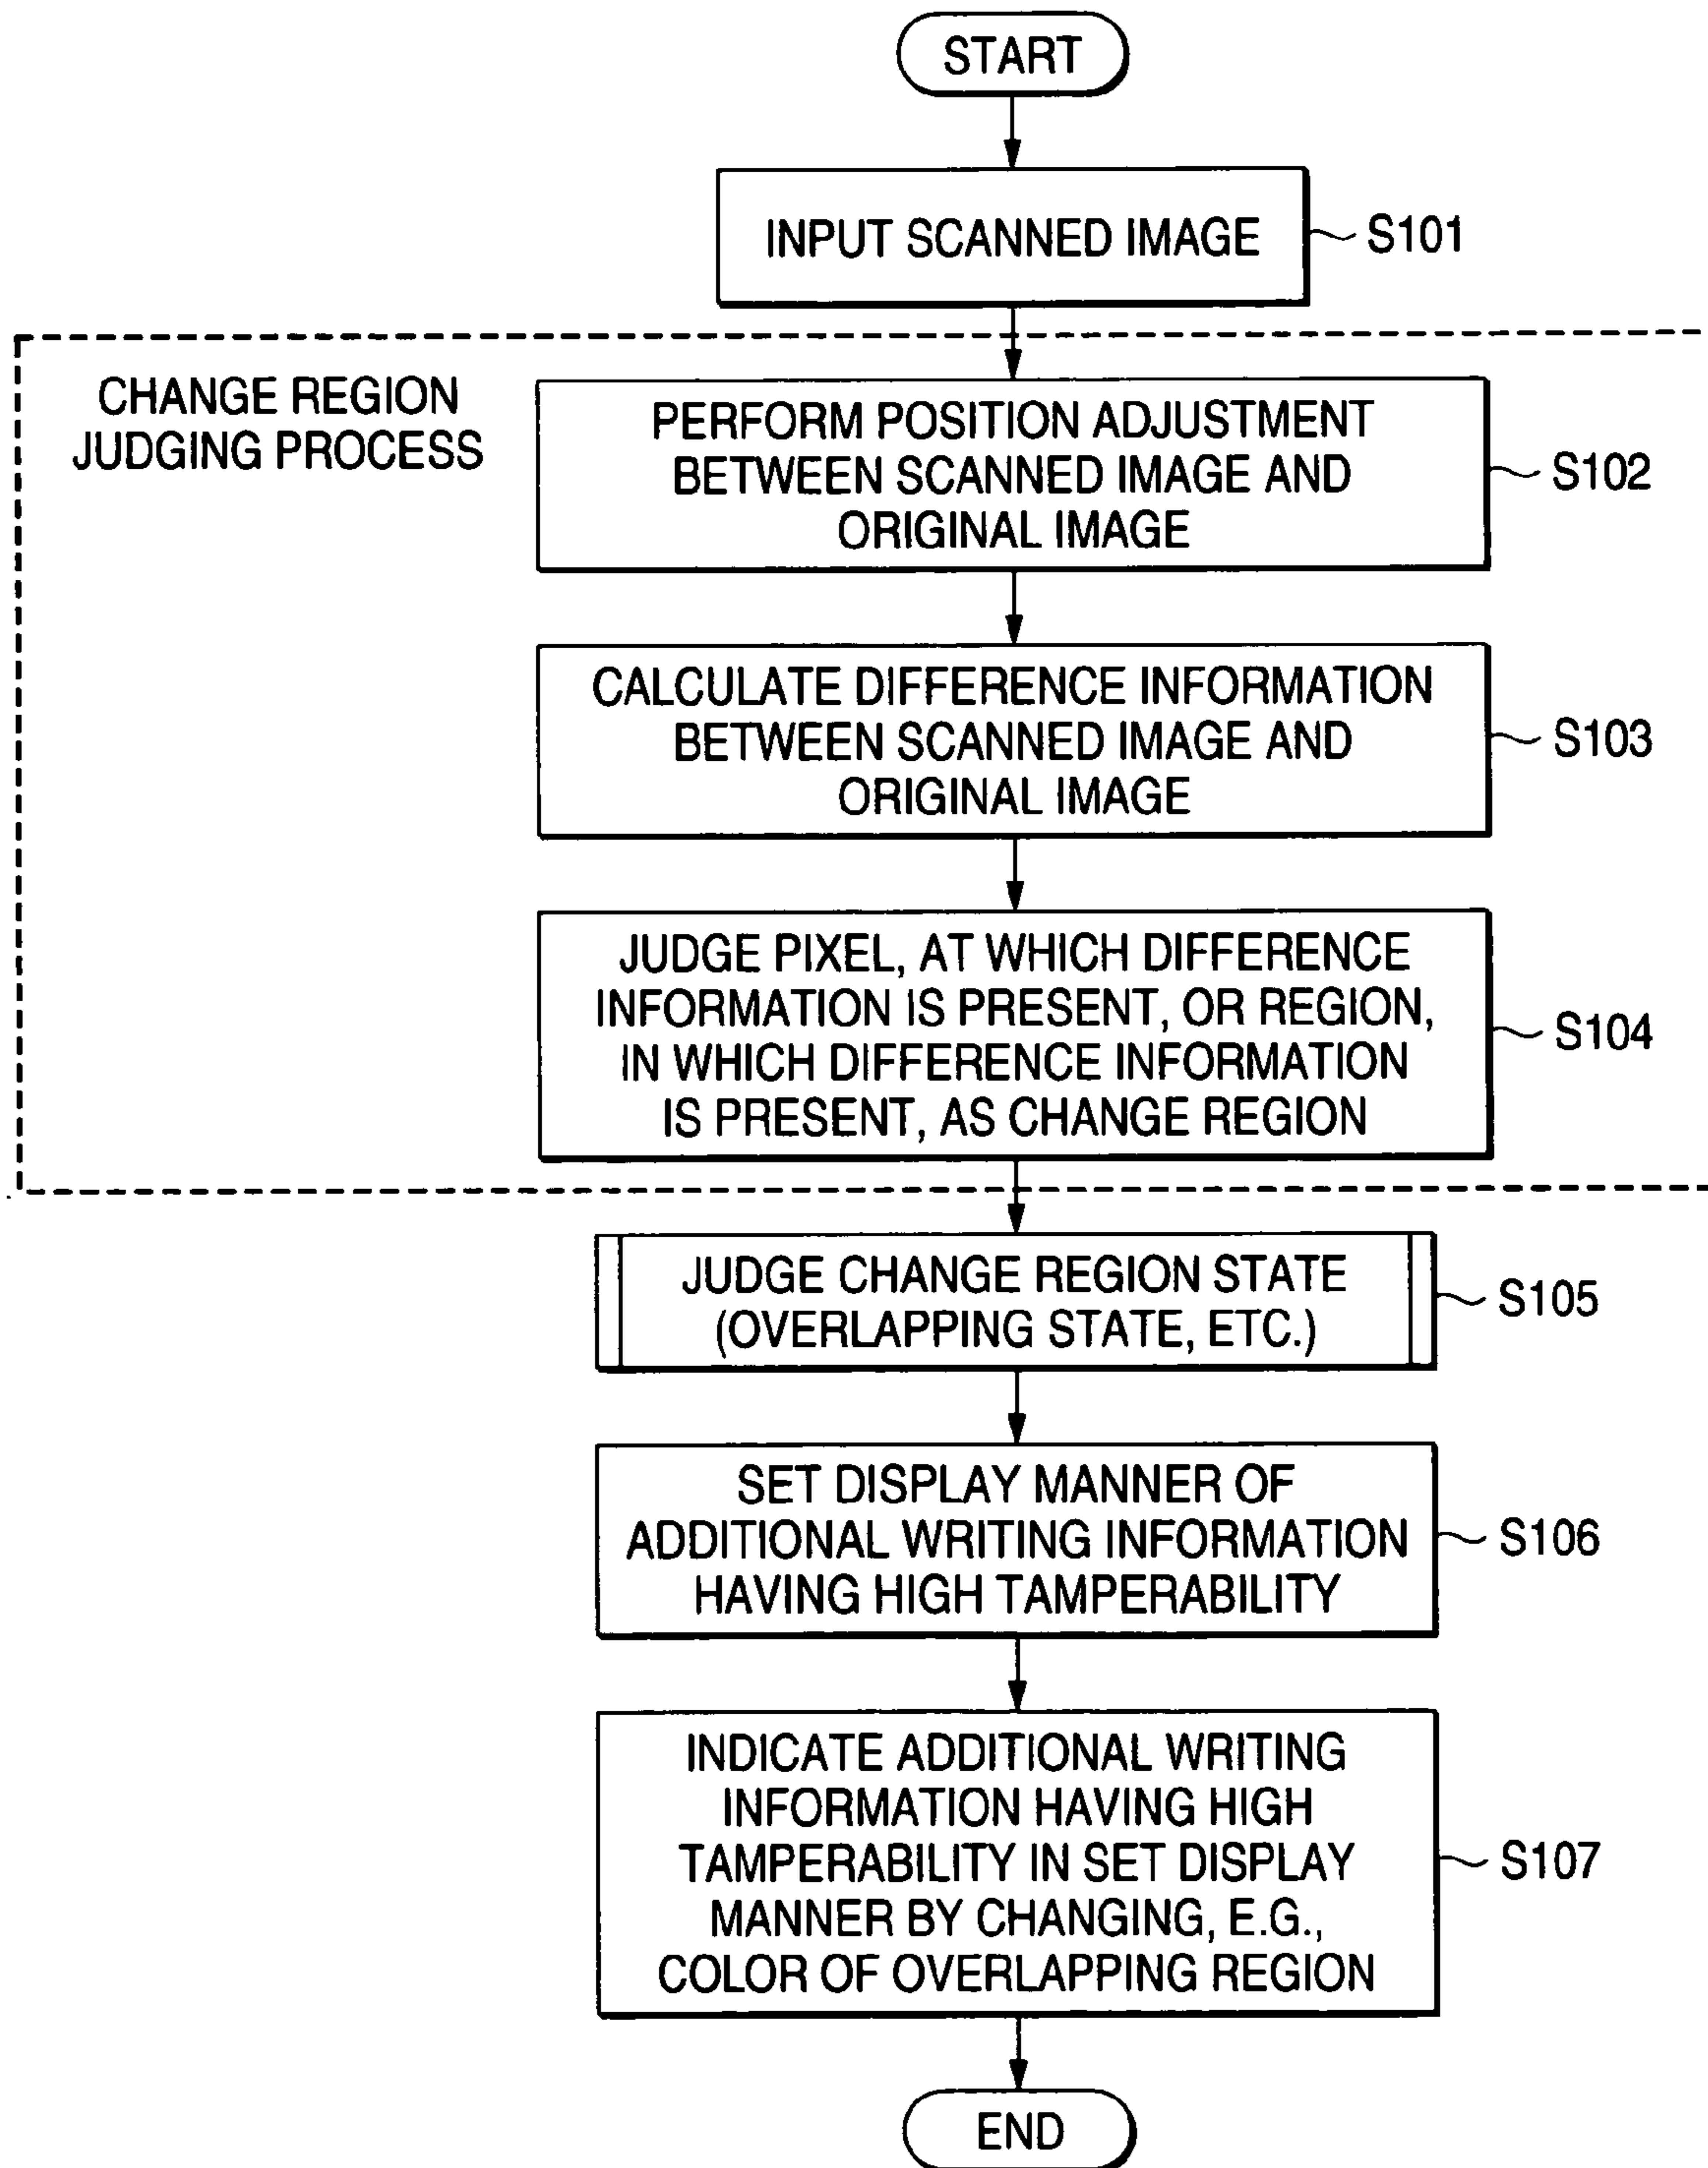 START
INPUT SCANNED IMAGE
S101
CHANGE REGION
JUDGING PROCESS
PERFORM POSITION ADJUSTMENT
BETWEEN SCANNED IMAGE AND
ORIGINAL IMAGE
S102
CALCULATE DIFFERENCE INFORMATION
BETWEEN SCANNED IMAGE AND
ORIGINAL IMAGE
S103
JUDGE PIXEL, AT WHICH DIFFERENCE
INFORMATION IS PRESENT, OR REGION,
IN WHICH DIFFERENCE INFORMATION
IS PRESENT, AS CHANGE REGION
S104
JUDGE CHANGE REGION STATE
(OVERLAPPING STATE, ETC.)
S105
SET DISPLAY MANNER OF
ADDITIONAL WRITING INFORMATION
HAVING HIGH TAMPERABILITY
S106
INDICATE ADDITIONAL WRITING
INFORMATION HAVING HIGH
TAMPERABILITY IN SET DISPLAY
MANNER BY CHANGING, E.G.,
COLOR OF OVERLAPPING REGION
S107
END